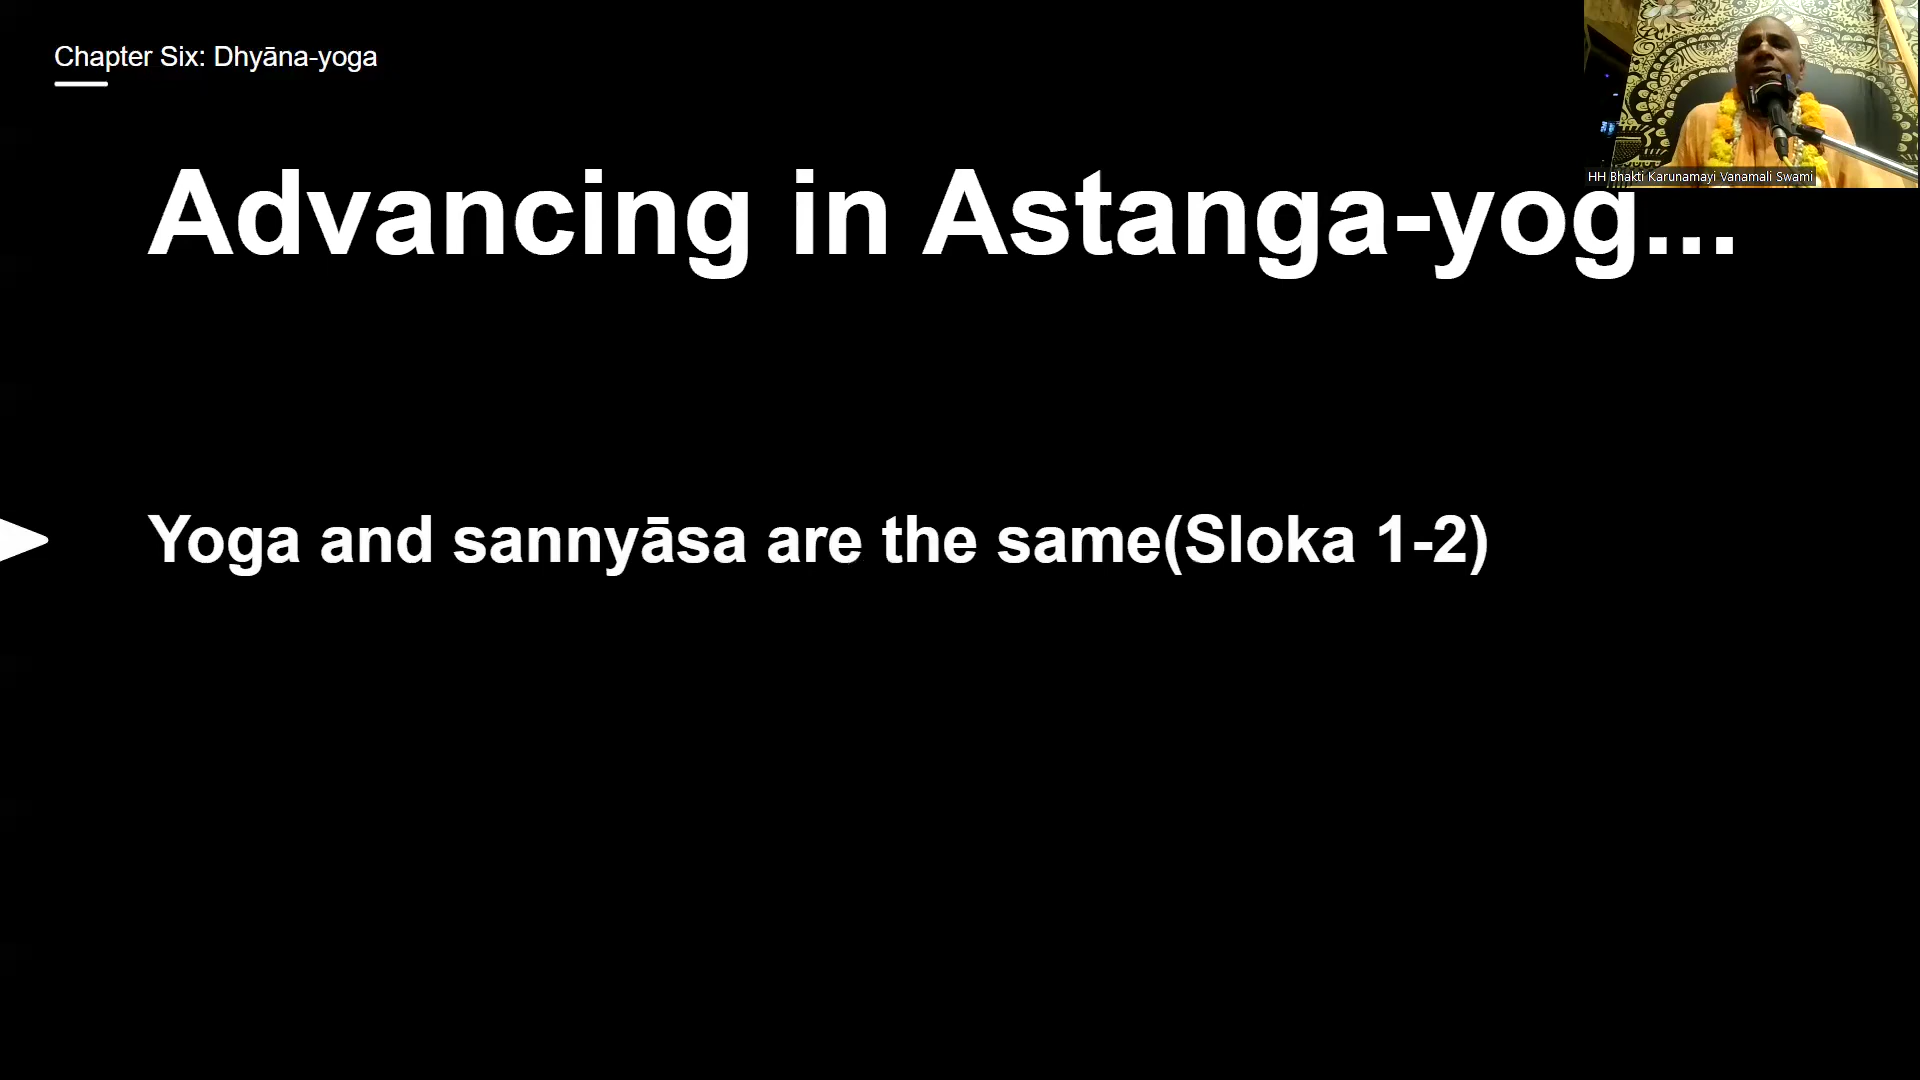 Chapter Six: Dhyāna-yoga
HH Bhakti Karunamayi Vanamali Swami
Advancing in Astanga-yog...
Yoga and sannyāsa are the same(Sloka 1-2)